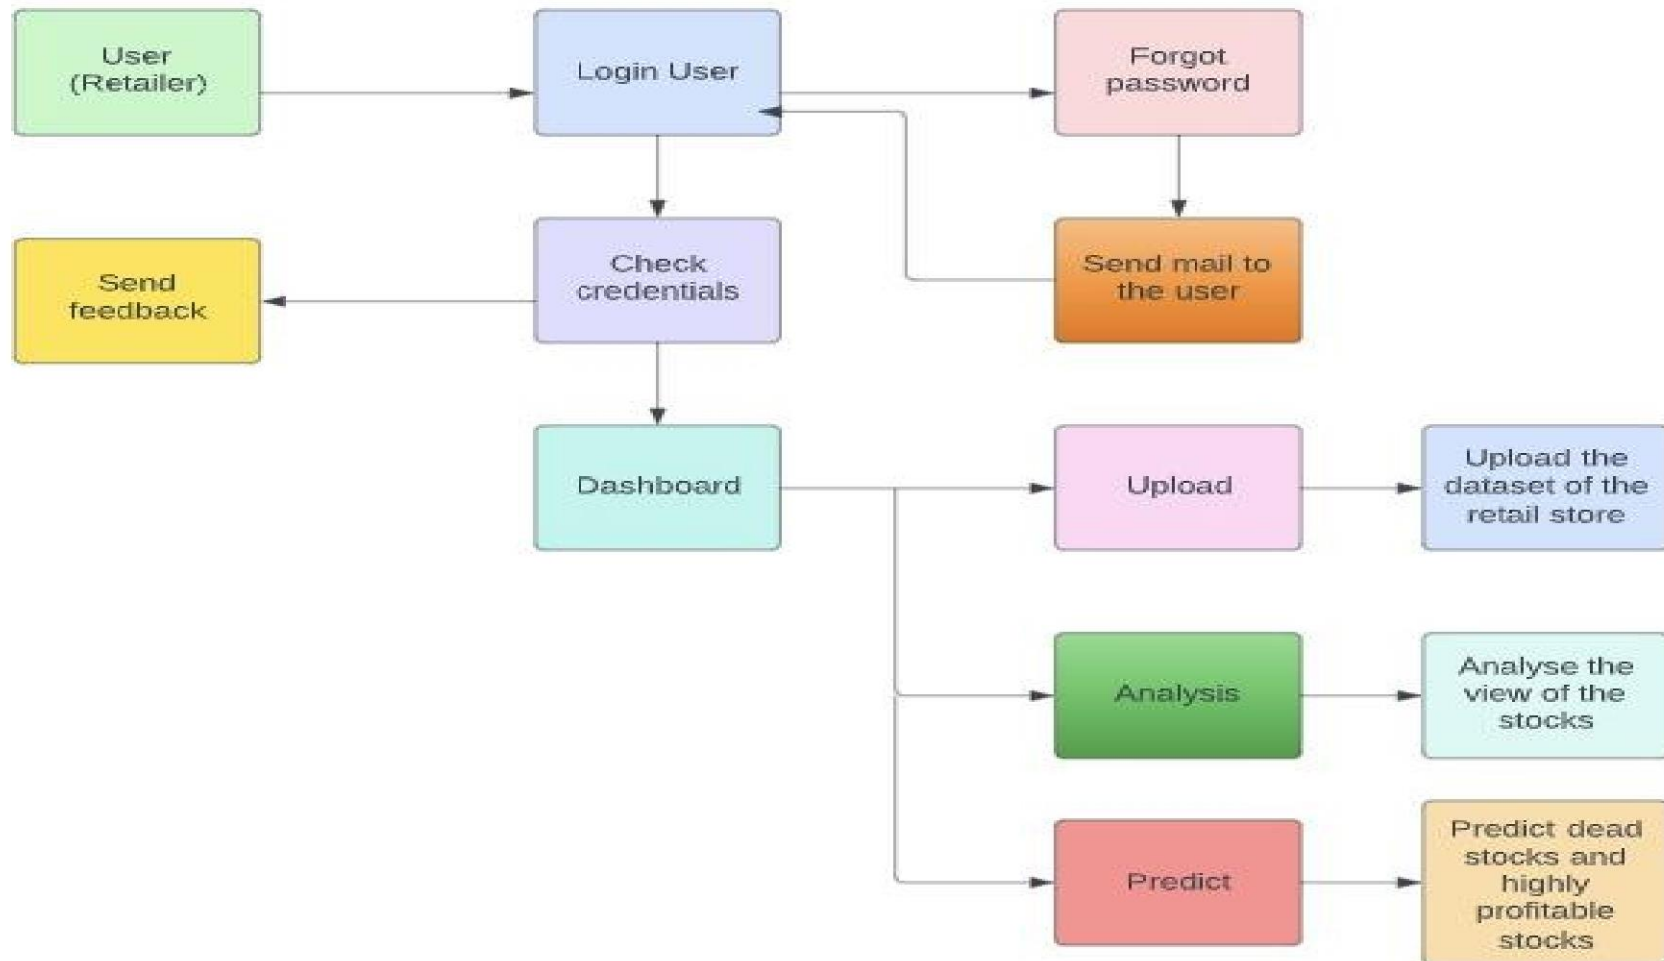 User
(Retailer)
Login User
Forgot
password
Send
feedback
Check
credentials
Send mail to
the user
Dashboard
Upload
Upload the
dataset of the
retail store
Analysis
Analyse the
view of the
stocks
Predict
Predict dead
stocks and
highly
profitable
stocks